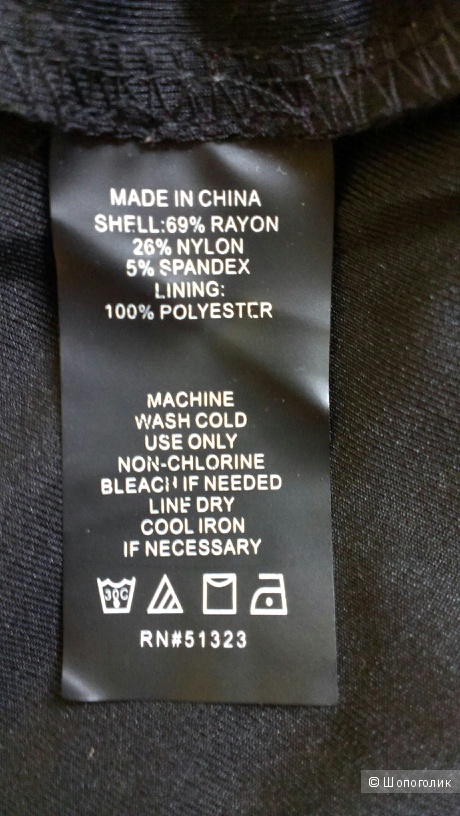 MADE IN CHINA
SHELL:69% RAYON
26% NYLON
5% SPANDEX
LINING:
100% POLYESTER
MACHINE
WASH COLD
USE ONLY
NON-CHLORINE
BLEACH IF NEEDED
LINE DRY
COOL IRON
IF NECESSARY
30C
RN#51323
© Шопоголик